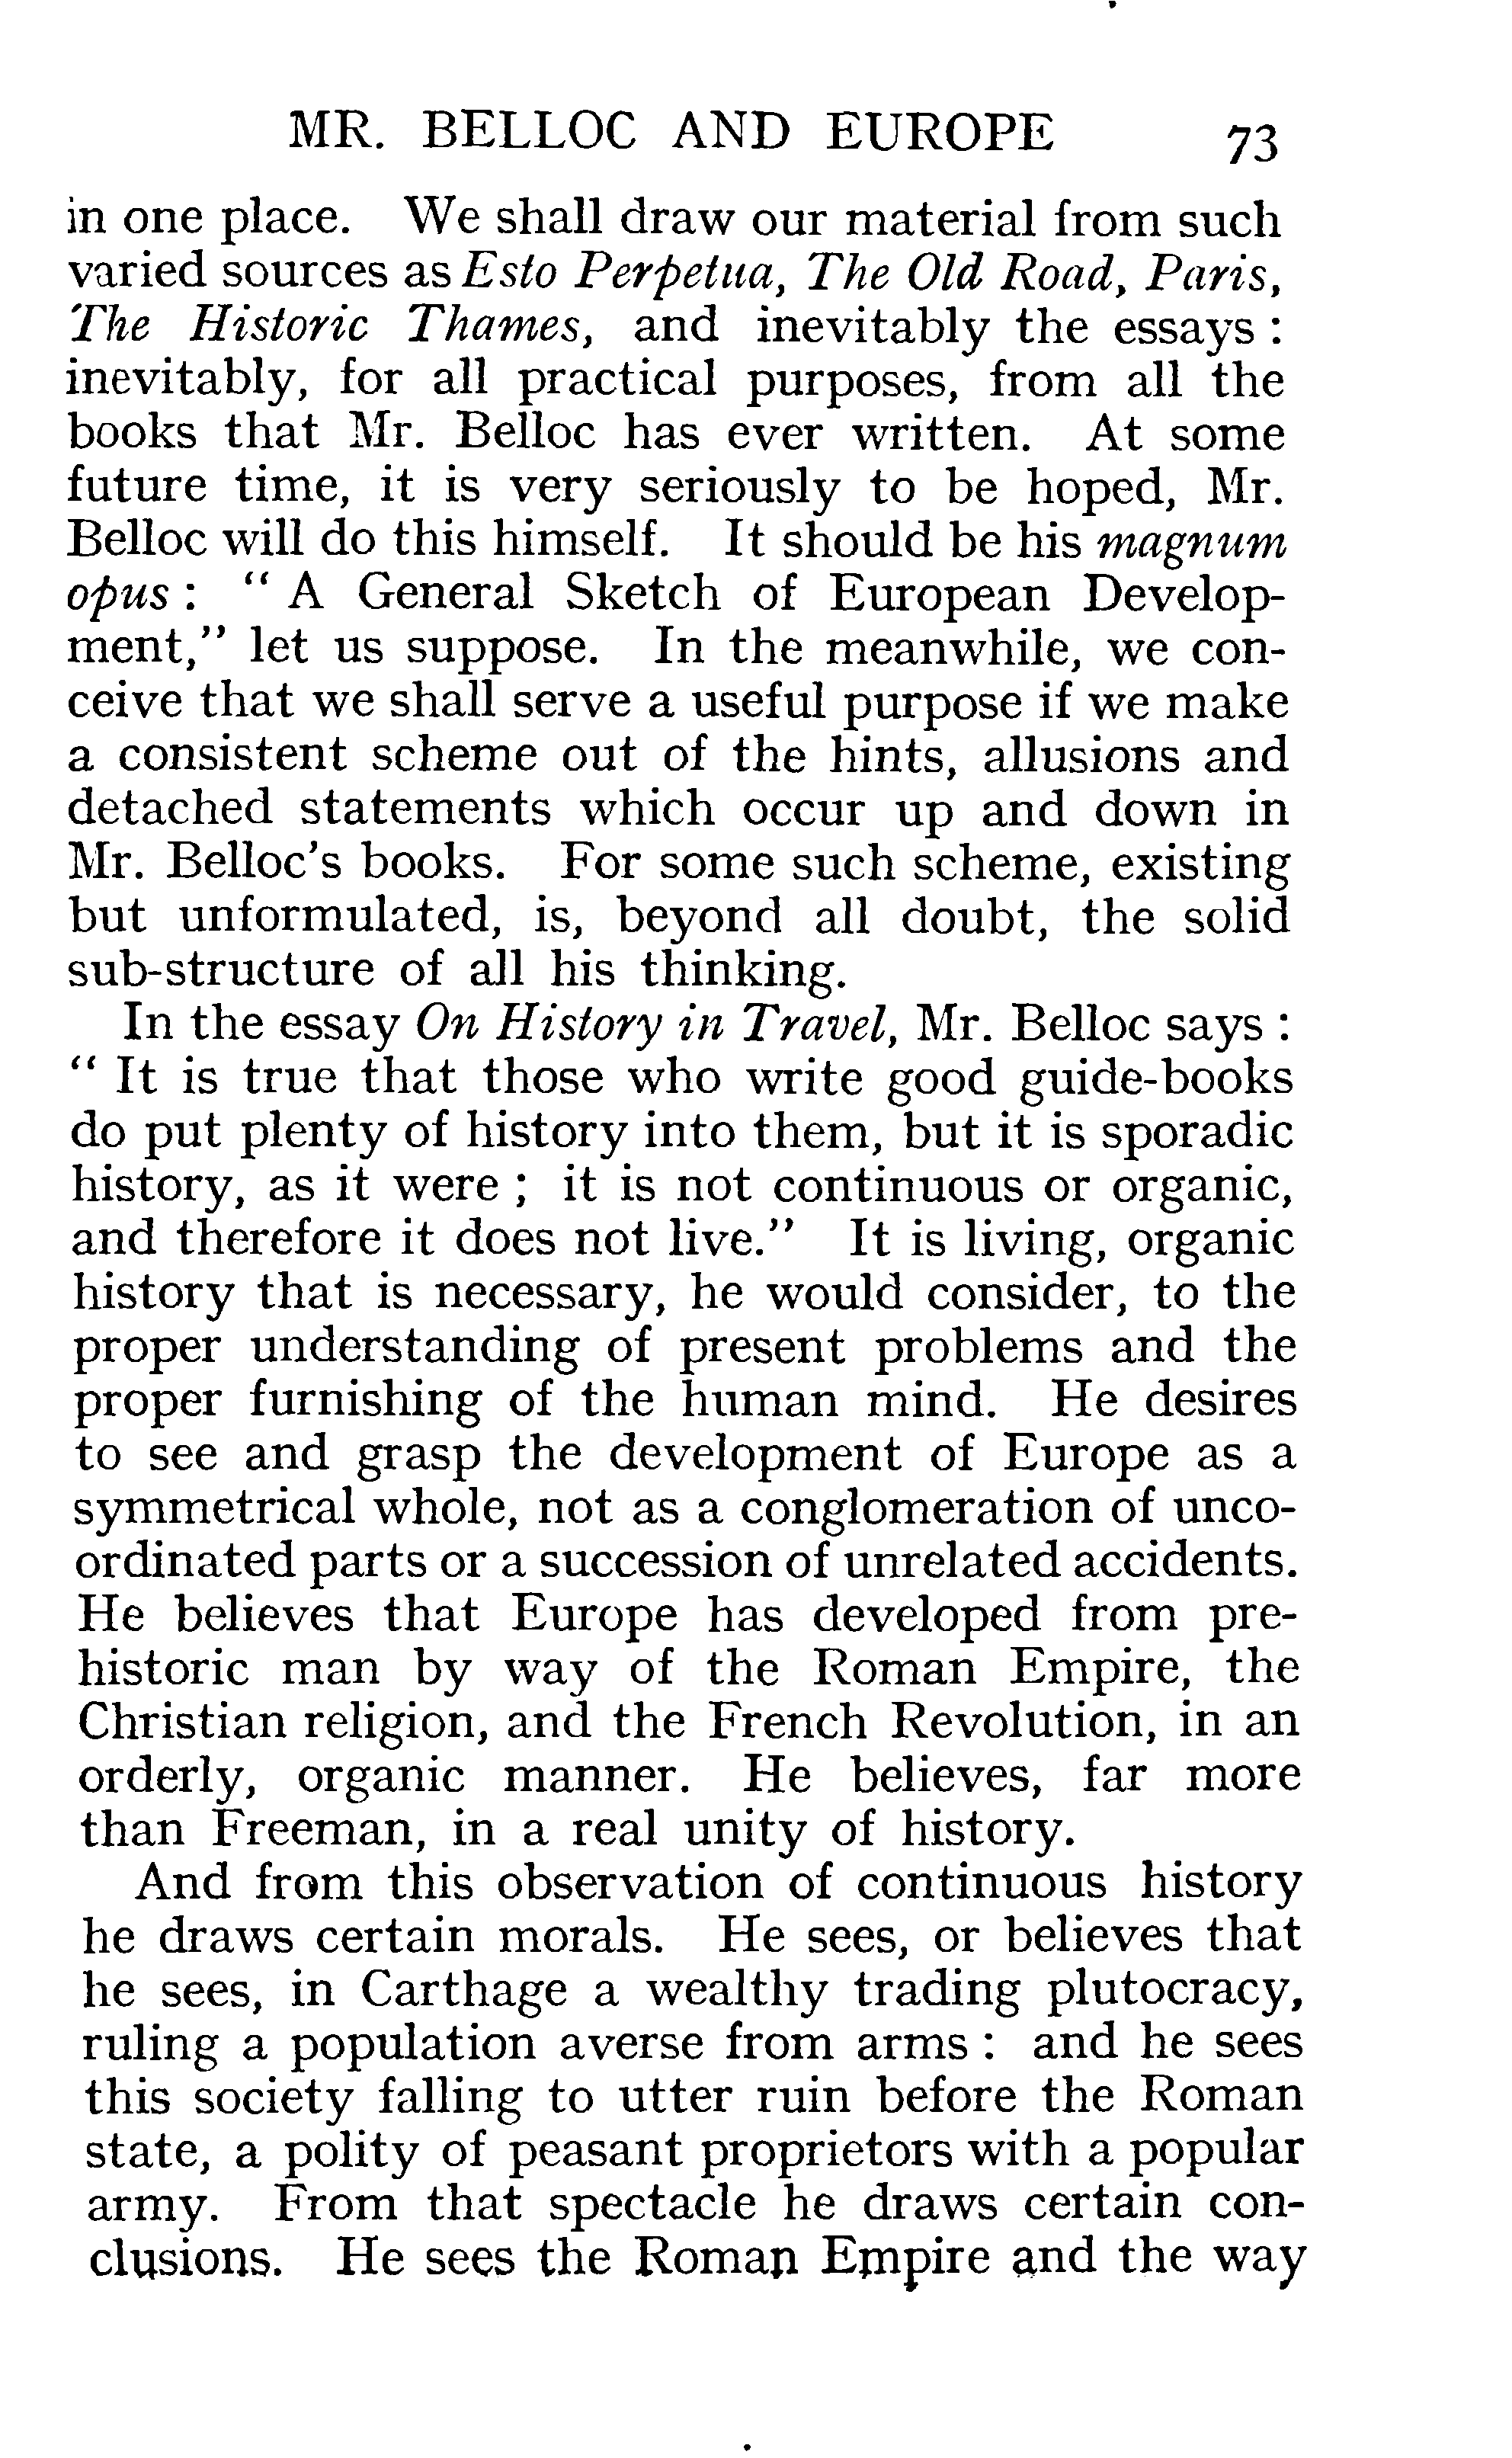 MR. BELLOC AND EUROPE 73
in one place. We shall draw our material from such
varied sources as Esto Perpetua, The Old Road, Paris,
The Historic Thames, and inevitably the essays :
inevitably, for all practical purposes, from all the
books that Mr. Belloc has ever written. At some
future time, it is very seriously to be hoped, Mr.
Belloc will do this himself. It should be his magnum
opus : “ A General Sketch of European Develop-
ment,” let us suppose. In the meanwhile, we con-
ceive that we shall serve a useful purpose if we make
a consistent scheme out of the hints, allusions and
detached statements which occur up and down in
Mr. Belloc’s books. For some such scheme, existing
but unformulated, is, beyond all doubt, the solid
sub-structure of all his thinking.
In the essay On History in Travel, Mr. Belloc says :
“ It is true that those who write good guide-books
do put plenty of history into them, but it is sporadic
history, as it were ; it is not continuous or organic,
and therefore it does not live.” It is living, organic
history that is necessary, he would consider, to the
proper understanding of present problems and the
proper furnishing of the human mind. He desires
to see and grasp the development of Europe as a
symmetrical whole, not as a conglomeration of unco-
ordinated parts or a succession of unrelated accidents.
He believes that Europe has developed from pre-
historic man by way of the Roman Empire, the
Christian religion, and the French Revolution, in an
orderly, organic manner. He believes, far more
than Freeman, in a real unity of history.
And from this observation of continuous history
he draws certain morals. He sees, or believes that
he sees, in Carthage a wealthy trading plutocracy,
ruling a population averse from arms : and he sees
this society falling to utter ruin before the Roman
state, a polity of peasant proprietors with a popular
army. From that spectacle he draws certain con-
clusions. He sees the Roman Empire and the way